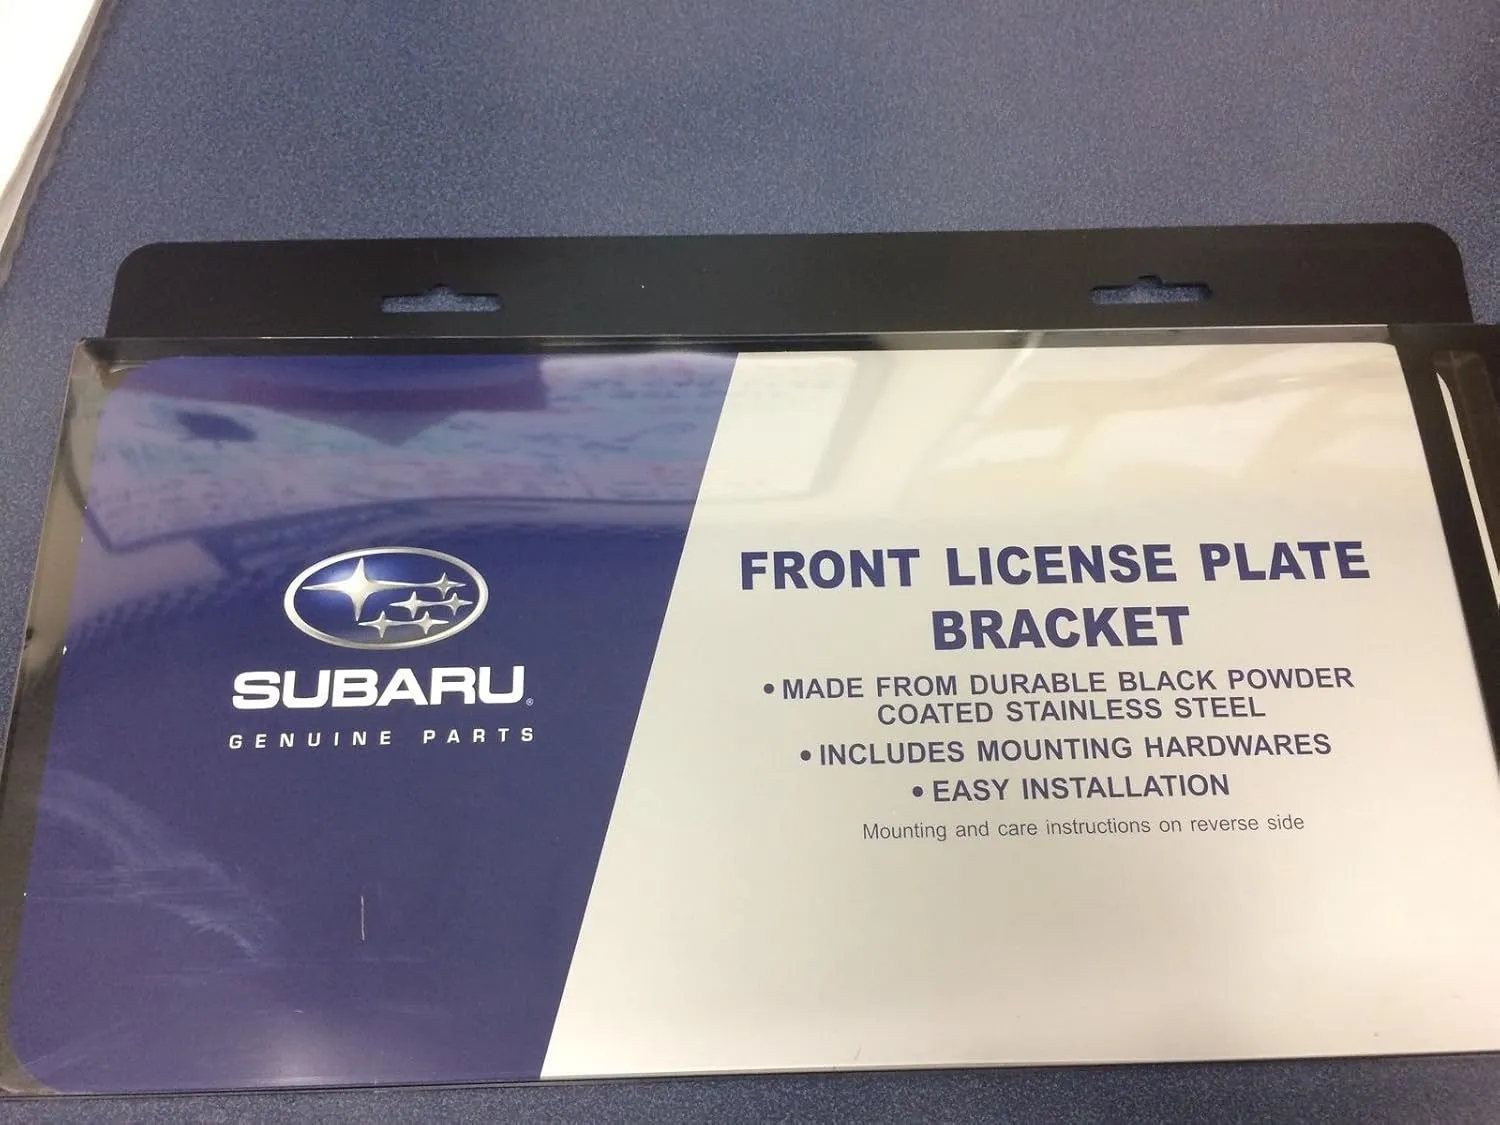 SUBARU®
GENUINE PARTS
FRONT LICENSE PLATE
BRACKET
• MADE FROM DURABLE BLACK POWDER
COATED STAINLESS STEEL
• INCLUDES MOUNTING HARDWARES
• EASY INSTALLATION
Mounting and care instructions on reverse side